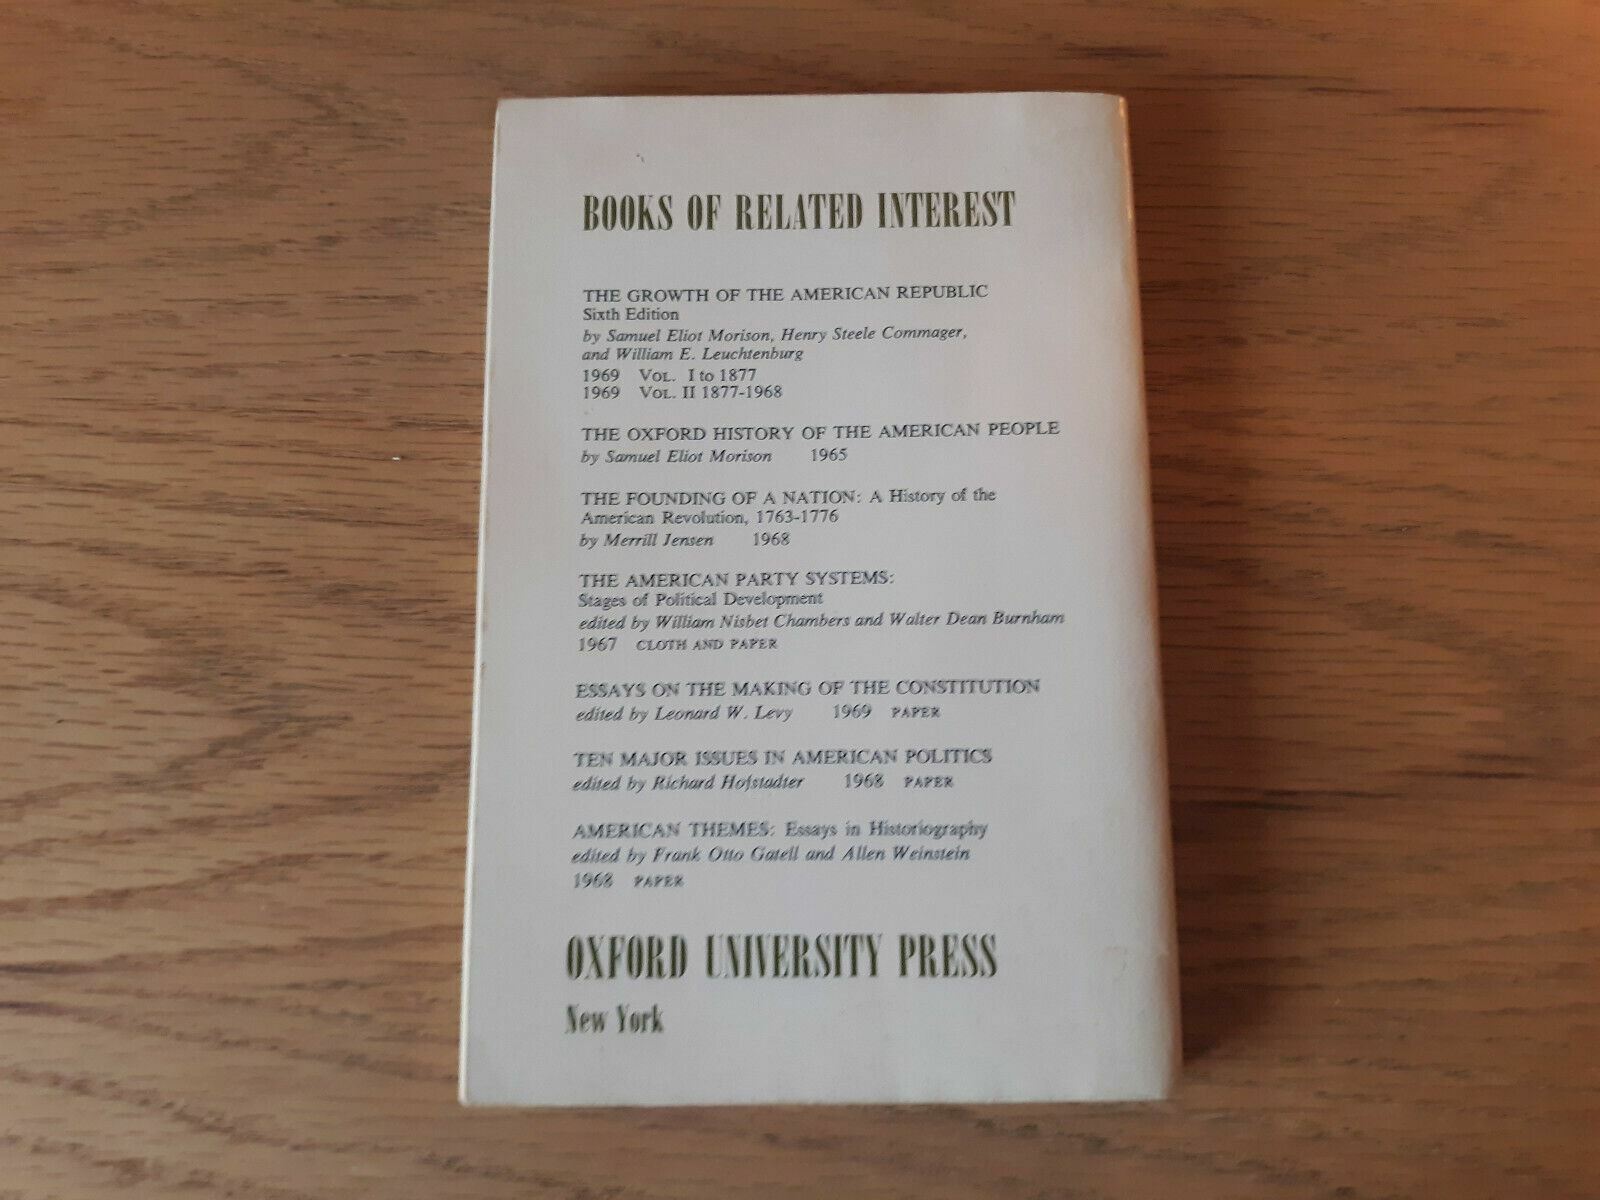 BOOKS OF RELATED INTEREST
THE GROWTH OF THE AMERICAN REPUBLIC
Sixth Edition
by Samuel Eliot Morison, Henry Steele Commager,
and William E. Leuchtenburg
1969 VOL. I to 1877
1969 VOL. II 1877-1968
THE OXFORD HISTORY OF THE AMERICAN PEOPLE
by Samuel Eliot Morison 1965
THE FOUNDING OF A NATION: A History of the
American Revolution, 1763-1776
by Merrill Jensen 1968
THE AMERICAN PARTY SYSTEMS:
Stages of Political Development
edited by William Nisbet Chambers and Walter Dean Burnham
1967 CLOTH AND PAPER
ESSAYS ON THE MAKING OF THE CONSTITUTION
edited by Leonard W. Levy 1969 PAPER
TEN MAJOR ISSUES IN AMERICAN POLITICS
edited by Richard Hofstadter 1968 PAPER
AMERICAN THEMES: Essays in Historiography
edited by Frank Otto Gatell and Allen Weinstein
1968 PAPER
OXFORD UNIVERSITY PRESS
New York